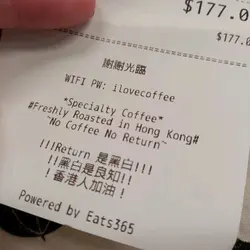 $177.0
$177.0
謝謝光臨
WIFI PW: ilovecoffee
*Specialty Coffee*
#Freshly Roasted in Hong Kong#
~No Coffee No Return~
!!!Return 是黑白!!!
!!黑白是良知!!
!香港人加油!
Powered by Eats365